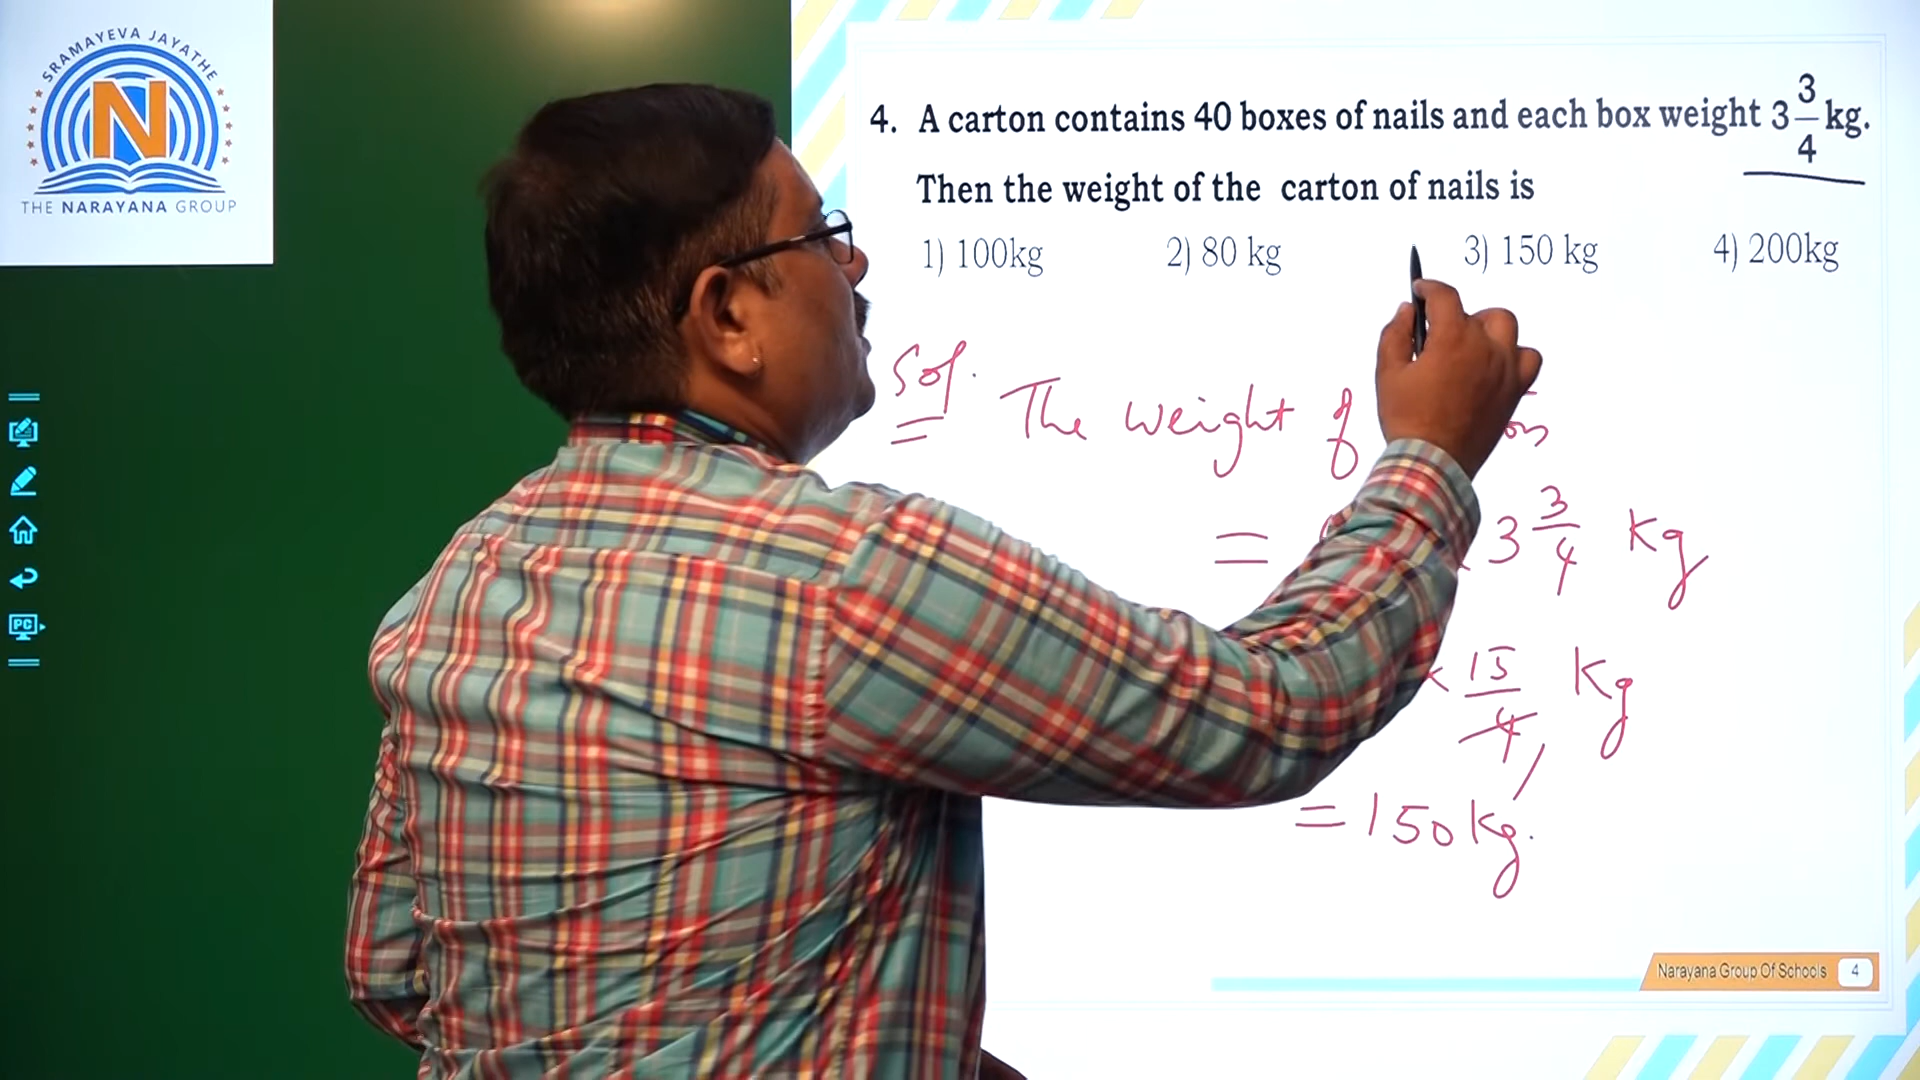 SRAMAYEVA JAYATHE
N
THE NARAYANA GROUP
4. A carton contains 40 boxes of nails and each box weight 3 3/4 kg.
Then the weight of the carton of nails is
1) 100kg 2) 80 kg 3) 150 kg 4) 200kg
Sol. The weight of
= 3 3/4 Kg
× 15/4 Kg
= 150 Kg.
PC
Narayana Group Of Schools 4